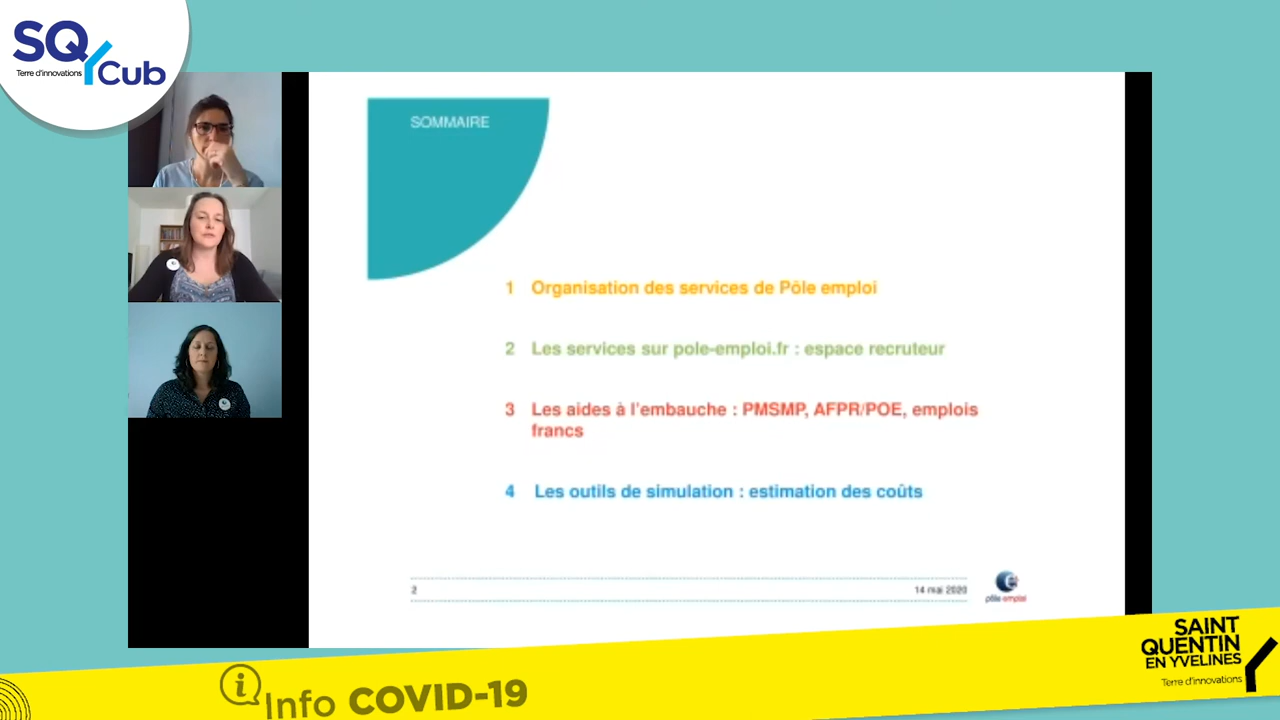 SQY Cub
Terre d'innovations
SOMMAIRE
1 Organisation des services de Pôle emploi
2 Les services sur pole-emploi.fr : espace recruteur
3 Les aides à l'embauche : PMSMP, AFPR/POE, emplois
francs
4 Les outils de simulation : estimation des coûts
2
14 mai 2020
pôle emploi
SAINT
QUENTIN
EN YVELINES
Terre d'innovations
i
Info COVID-19